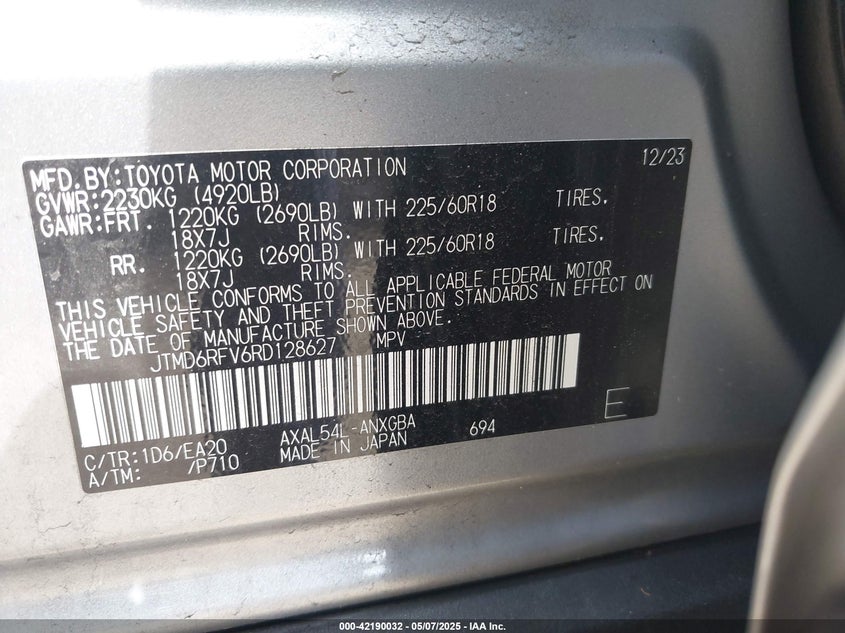 MFD.BY:TOYOTA MOTOR CORPORATION 12/23
GVWR:2230KG (4920LB)
GAWR:FRT. 1220KG (2690LB) WITH 225/60R18 TIRES,
18X7J RIMS.
RR. 1220KG (2690LB) WITH 225/60R18 TIRES,
18X7J RIMS.
THIS VEHICLE CONFORMS TO ALL APPLICABLE FEDERAL MOTOR
VEHICLE SAFETY AND THEFT PREVENTION STANDARDS IN EFFECT ON
THE DATE OF MANUFACTURE SHOWN ABOVE.
JTMD6RFV6RD128627 MPV
E
C/TR:1D6/EA20 AXAL54L-ANXGBA 694
A/TM: /P710 MADE IN JAPAN
000-42190032 — 05/07/2025 — IAA Inc.